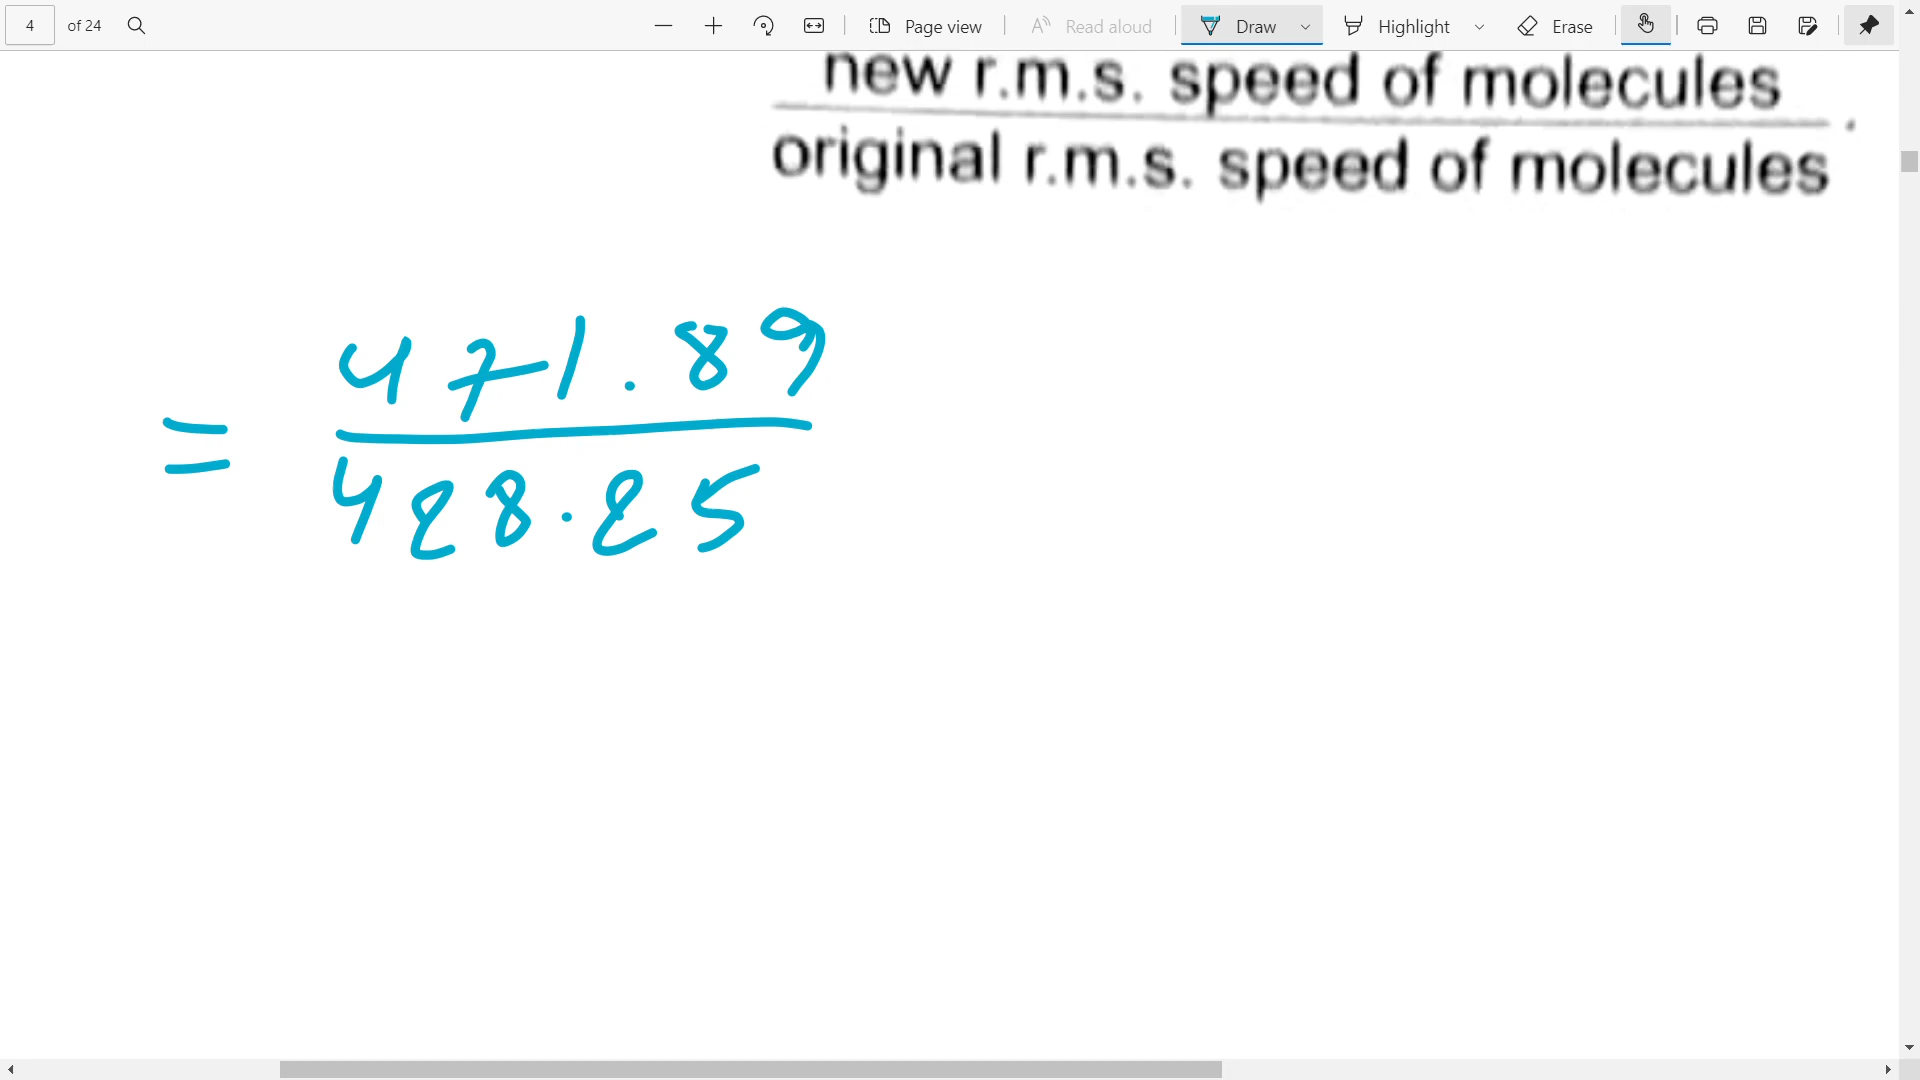 4 of 24 Page view Read aloud Draw Highlight Erase
new r.m.s. speed of molecules
original r.m.s. speed of molecules
= 471.89
428.25